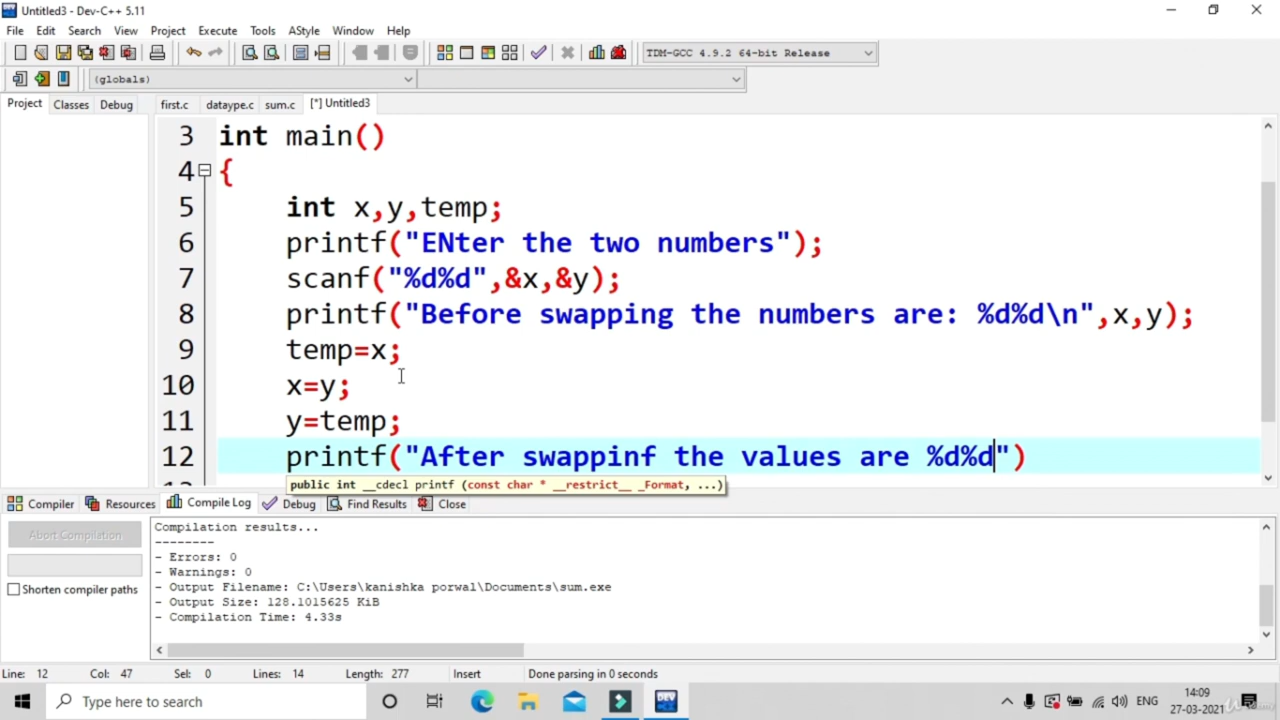 Untitled3 - Dev-C++ 5.11
File Edit Search View Project Execute Tools AStyle Window Help
TDM-GCC 4.9.2 64-bit Release
(globals)
Project Classes Debug first.c dataype.c sum.c [*] Untitled3
3 int main()
4 {
5 int x,y,temp;
6 printf("ENter the two numbers");
7 scanf("%d%d",&x,&y);
8 printf("Before swapping the numbers are: %d%d\n",x,y);
9 temp=x;
10 x=y;
11 y=temp;
12 printf("After swappinf the values are %d%d")
public int __cdecl printf (const char * __restrict__ _Format, ...)
Compiler Resources Compile Log Debug Find Results Close
Abort Compilation
Shorten compiler paths
Compilation results...
--------
- Errors: 0
- Warnings: 0
- Output Filename: C:\Users\kanishka porwal\Documents\sum.exe
- Output Size: 128.1015625 KiB
- Compilation Time: 4.33s
Line: 12 Col: 47 Sel: 0 Lines: 14 Length: 277 Insert Done parsing in 0 seconds
Type here to search
DEV
ENG
14:09
27-03-2021